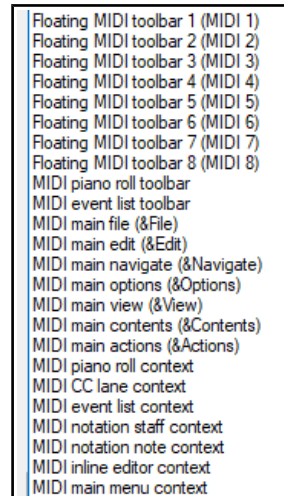 Floating MIDI toolbar 1 (MIDI 1)
Floating MIDI toolbar 2 (MIDI 2)
Floating MIDI toolbar 3 (MIDI 3)
Floating MIDI toolbar 4 (MIDI 4)
Floating MIDI toolbar 5 (MIDI 5)
Floating MIDI toolbar 6 (MIDI 6)
Floating MIDI toolbar 7 (MIDI 7)
Floating MIDI toolbar 8 (MIDI 8)
MIDI piano roll toolbar
MIDI event list toolbar
MIDI main file (&File)
MIDI main edit (&Edit)
MIDI main navigate (&Navigate)
MIDI main options (&Options)
MIDI main view (&View)
MIDI main contents (&Contents)
MIDI main actions (&Actions)
MIDI piano roll context
MIDI CC lane context
MIDI event list context
MIDI notation staff context
MIDI notation note context
MIDI inline editor context
MIDI main menu context